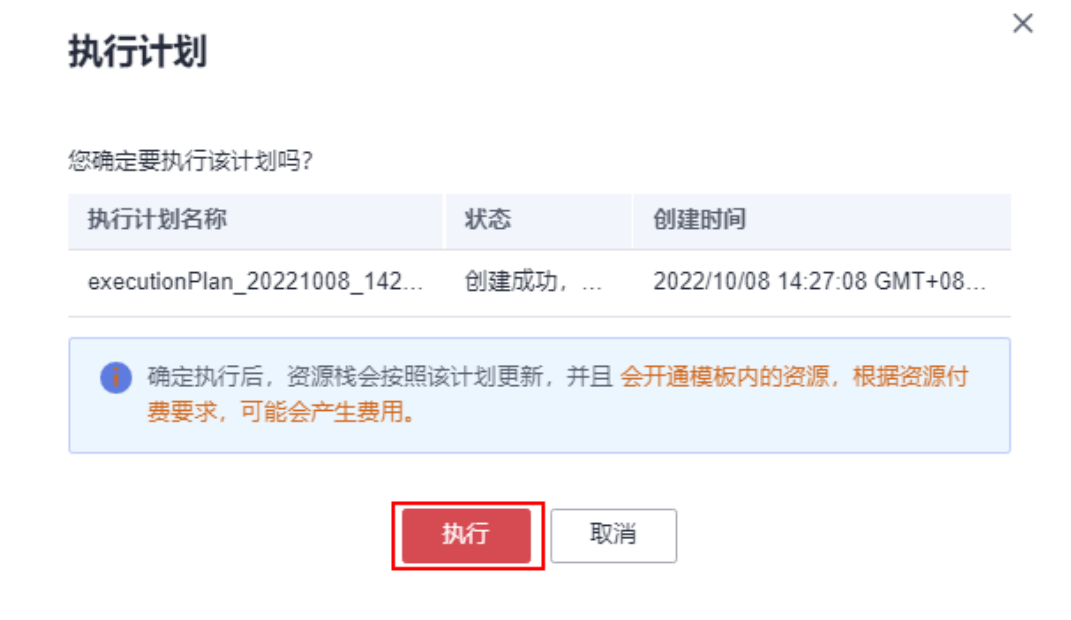 执行计划
您确定要执行该计划吗?
执行计划名称 状态 创建时间
executionPlan_20221008_142... 创建成功，... 2022/10/08 14:27:08 GMT+08...
确定执行后，资源栈会按照该计划更新，并且 会开通模板内的资源，根据资源付
费要求，可能会产生费用。
执行 取消